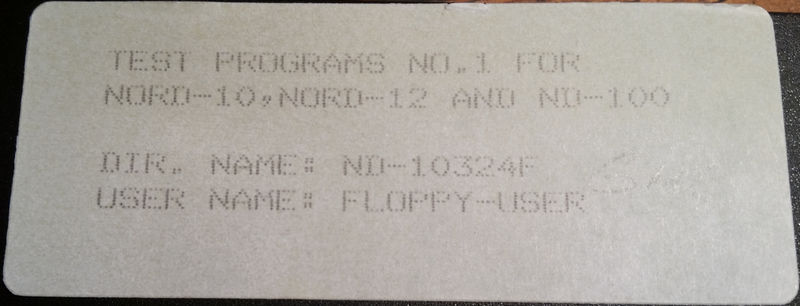 TEST PROGRAMS NO.1 FOR
NORD-10,NORD-12 AND ND-100
DIR. NAME: ND-10324F
USER NAME: FLOPPY-USER